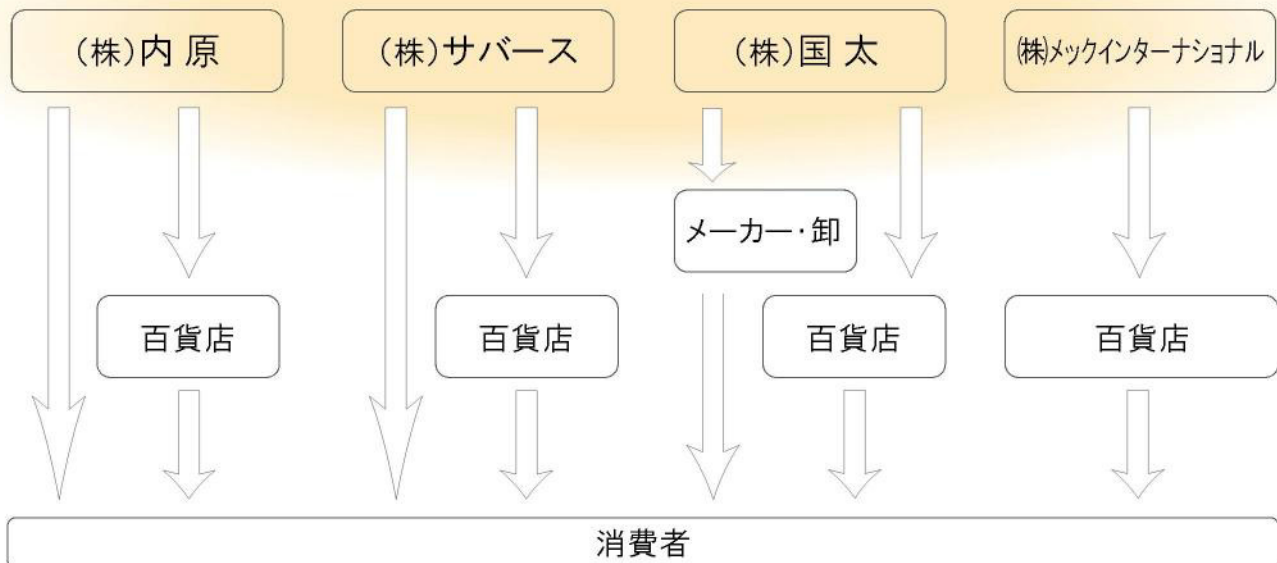 (株)内 原
(株)サバース
(株)国 太
㈱メックインターナショナル
メーカー・卸
百貨店
百貨店
百貨店
百貨店
消費者